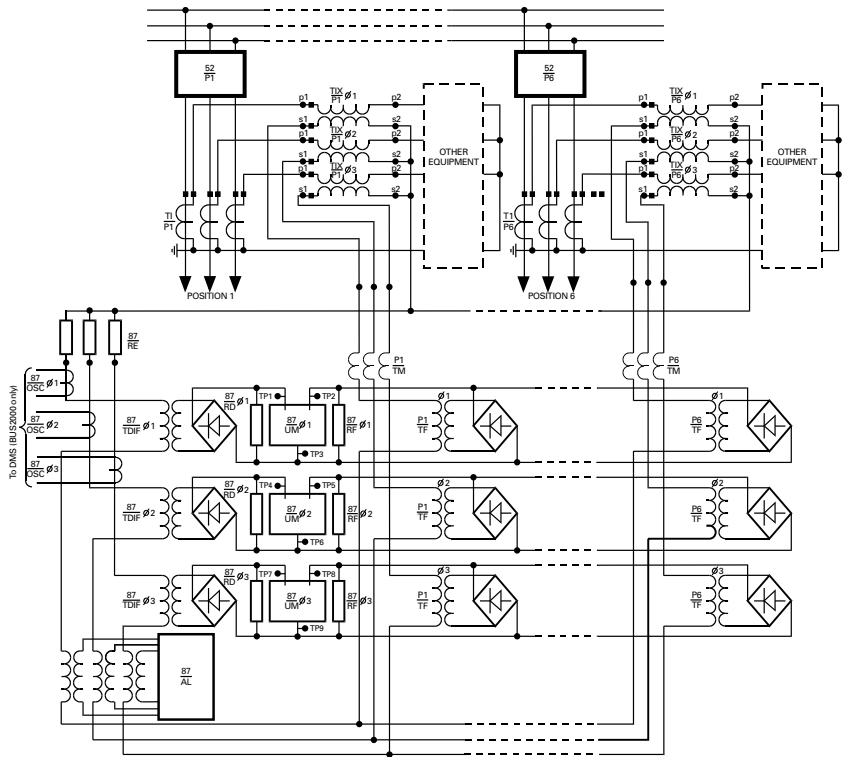 52
P1
52
P6
p1
TIX
P1
Ø1
p2
s1
s2
p1
TIX
P1
Ø2
p2
s1
s2
p1
TIX
P1
Ø3
p2
s1
s2
OTHER
EQUIPMENT
p1
TIX
P6
Ø1
p2
s1
s2
p1
TIX
P6
Ø2
p2
s1
s2
p1
TIX
P6
Ø3
p2
s1
s2
OTHER
EQUIPMENT
TI
P1
T1
P6
POSITION 1
POSITION 6
87
RE
P1
TM
P6
TM
To DMS (BUS2000 only)
87
OSC
Ø1
87
OSC
Ø2
87
OSC
Ø3
87
TDIF
Ø1
87
RD
Ø1
TP1
TP2
87
UM
Ø1
TP3
87
RF
Ø1
Ø1
P1
TF
Ø1
P6
TF
87
TDIF
Ø2
87
RD
Ø2
TP4
TP5
87
UM
Ø2
TP6
87
RF
Ø2
Ø2
P1
TF
Ø2
P6
TF
87
TDIF
Ø3
87
RD
Ø3
TP7
TP8
87
UM
Ø3
TP9
87
RF
Ø3
Ø3
P1
TF
Ø3
P6
TF
87
AL